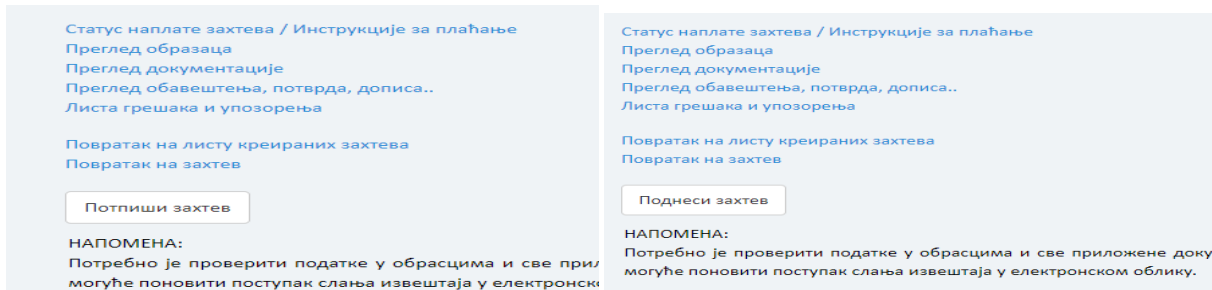 Статус наплате захтева / Инструкције за плаћање
Преглед образаца
Преглед документације
Преглед обавештења, потврда, дописа..
Листа грешака и упозорења
Повратак на листу креираних захтева
Повратак на захтев
Потпиши захтев
НАПОМЕНА:
Потребно је проверити податке у обрасцима и све при
могуће поновити поступак слања извештаја у електронск
Статус наплате захтева / Инструкције за плаћање
Преглед образаца
Преглед документације
Преглед обавештења, потврда, дописа..
Листа грешака и упозорења
Повратак на листу креираних захтева
Повратак на захтев
Поднеси захтев
НАПОМЕНА:
Потребно је проверити податке у обрасцима и све приложене доку
могуће поновити поступак слања извештаја у електронском облику.